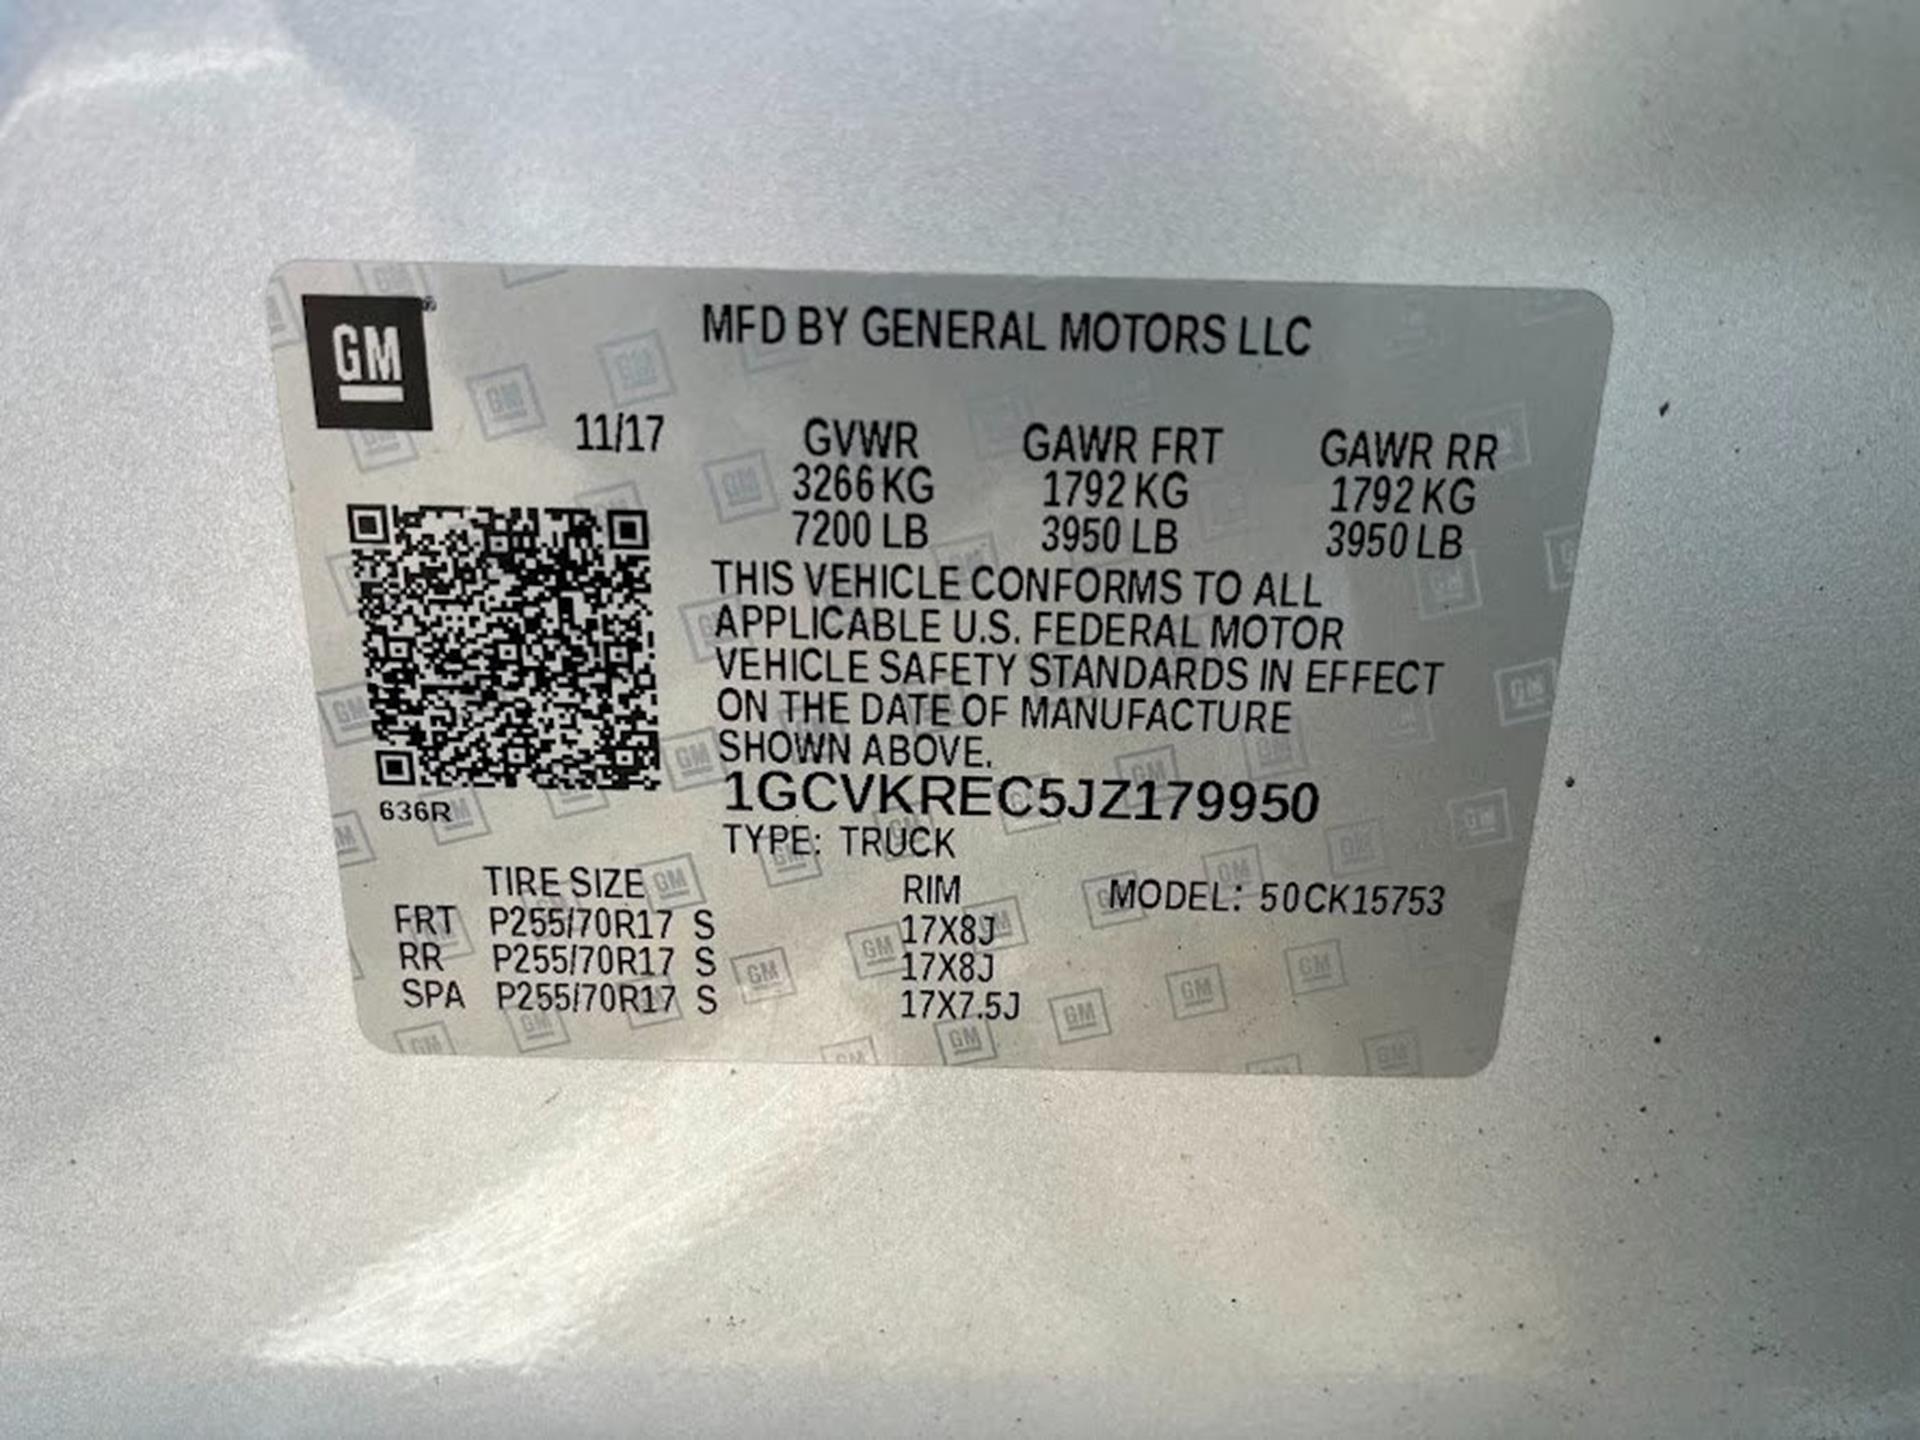 GM
MFD BY GENERAL MOTORS LLC
11/17 GVWR GAWR FRT GAWR RR
3266 KG 1792 KG 1792 KG
7200 LB 3950 LB 3950 LB
THIS VEHICLE CONFORMS TO ALL
APPLICABLE U.S. FEDERAL MOTOR
VEHICLE SAFETY STANDARDS IN EFFECT
ON THE DATE OF MANUFACTURE
SHOWN ABOVE.
1GCVKREC5JZ179950
636R
TYPE: TRUCK
TIRE SIZE RIM MODEL: 50CK15753
FRT P255/70R17 S 17X8J
RR P255/70R17 S 17X8J
SPA P255/70R17 S 17X7.5J